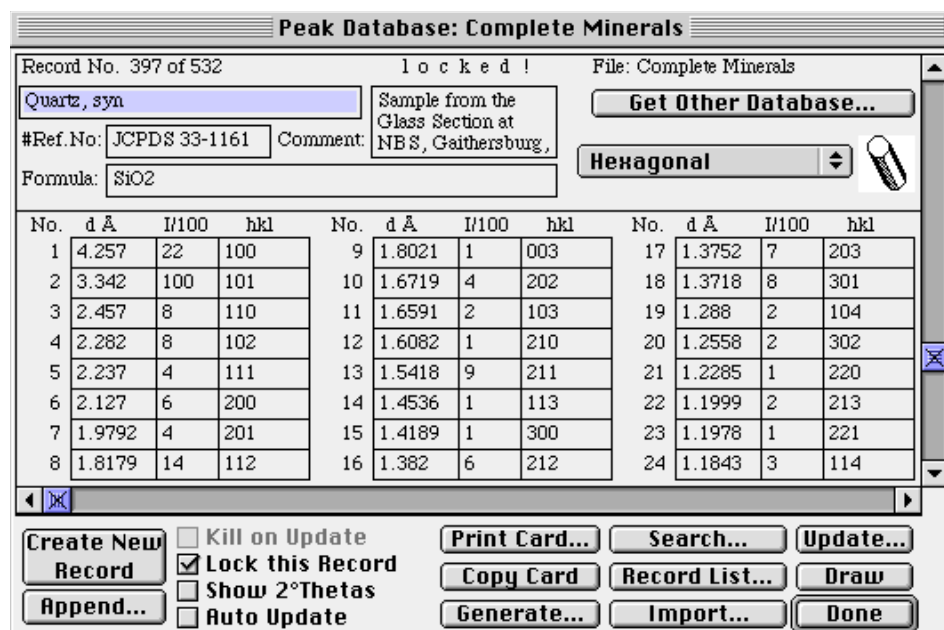 Peak Database: Complete Minerals
Record No. 397 of 532 locked! File: Complete Minerals
Quartz, syn
Sample from the
Glass Section at
NBS, Gaithersburg,
Get Other Database...
#Ref.No: JCPDS 33-1161 Comment:
Hexagonal
Formula: SiO2
No. d Å I/100 hkl No. d Å I/100 hkl No. d Å I/100 hkl
1 4.257 22 100 9 1.8021 1 003 17 1.3752 7 203
2 3.342 100 101 10 1.6719 4 202 18 1.3718 8 301
3 2.457 8 110 11 1.6591 2 103 19 1.288 2 104
4 2.282 8 102 12 1.6082 1 210 20 1.2558 2 302
5 2.237 4 111 13 1.5418 9 211 21 1.2285 1 220
6 2.127 6 200 14 1.4536 1 113 22 1.1999 2 213
7 1.9792 4 201 15 1.4189 1 300 23 1.1978 1 221
8 1.8179 14 112 16 1.382 6 212 24 1.1843 3 114
Create New
Record
Append...
Kill on Update
Lock this Record
Show 2°Thetas
Auto Update
Print Card... Search... Update...
Copy Card Record List... Draw
Generate... Import... Done